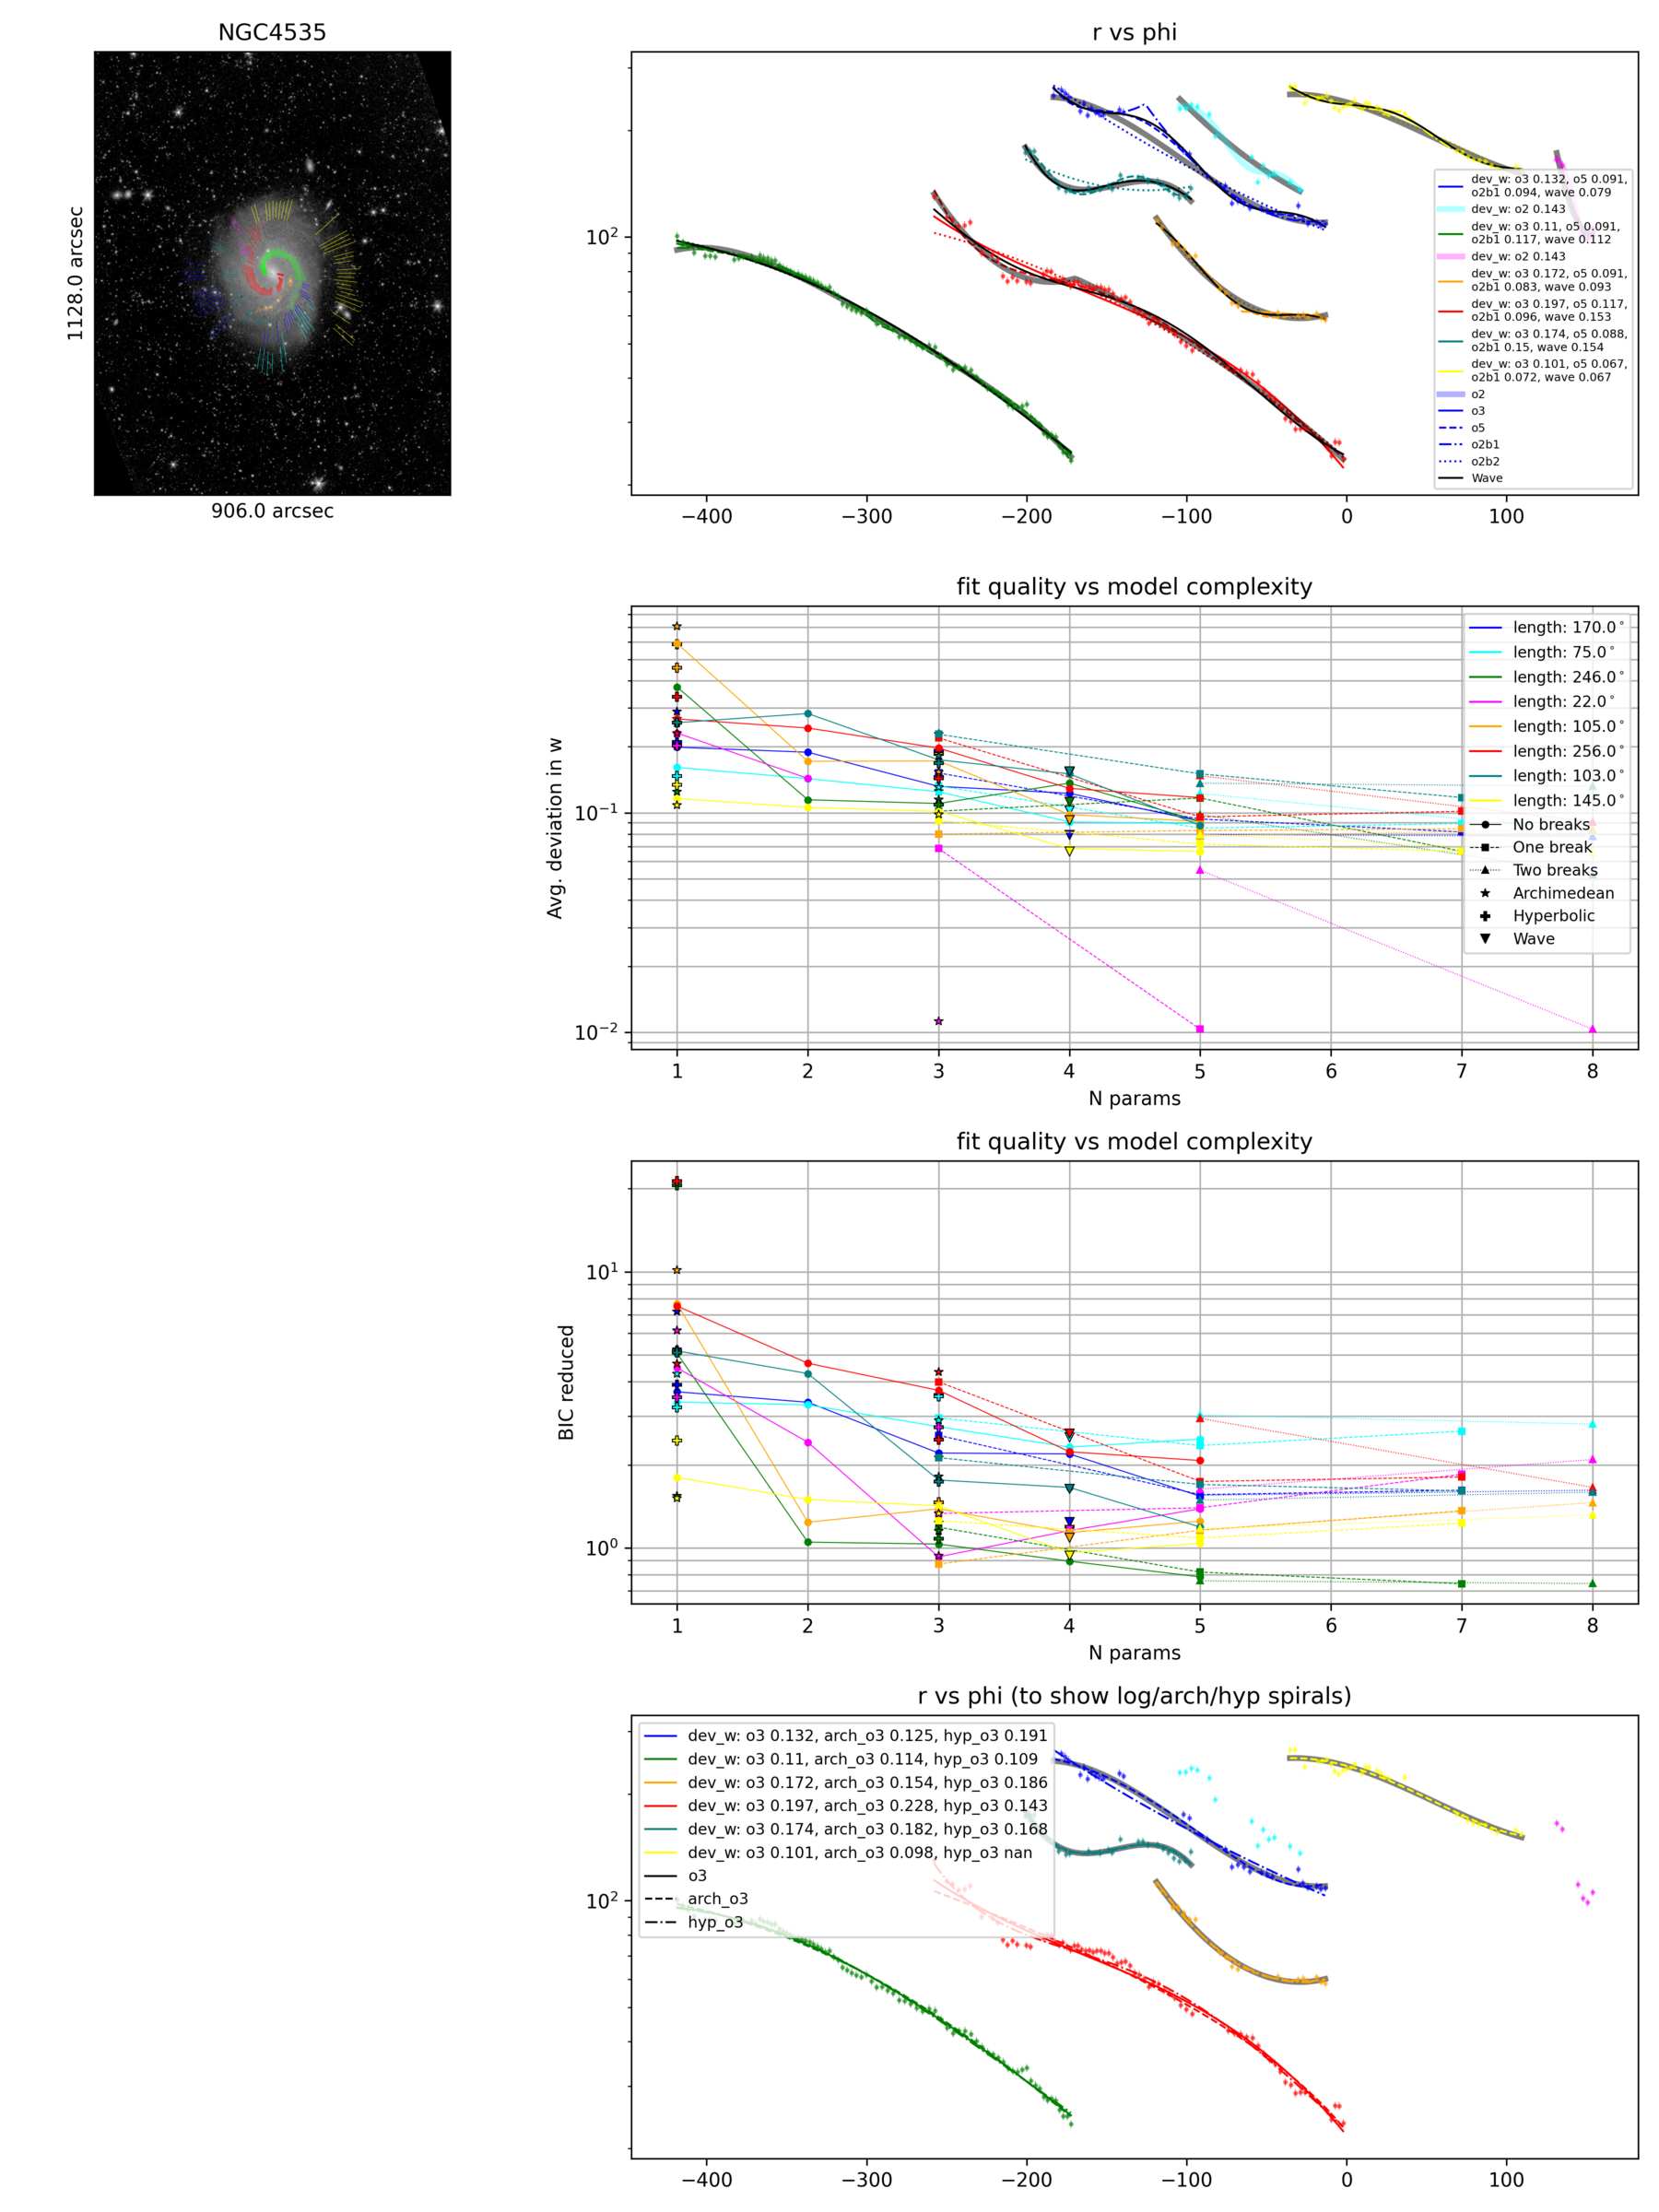 NGC4535
1128.0 arcsec
906.0 arcsec
r vs phi
10²
dev_w: o3 0.132, o5 0.091,
o2b1 0.094, wave 0.079
dev_w: o2 0.143
dev_w: o3 0.11, o5 0.091,
o2b1 0.117, wave 0.112
dev_w: o2 0.143
dev_w: o3 0.172, o5 0.091,
o2b1 0.083, wave 0.093
dev_w: o3 0.197, o5 0.117,
o2b1 0.096, wave 0.153
dev_w: o3 0.174, o5 0.088,
o2b1 0.15, wave 0.154
dev_w: o3 0.101, o5 0.067,
o2b1 0.072, wave 0.067
o2
o3
o5
o2b1
o2b2
Wave
−400 −300 −200 −100 0 100
fit quality vs model complexity
Avg. deviation in w
10⁻¹
10⁻²
length: 170.0°
length: 75.0°
length: 246.0°
length: 22.0°
length: 105.0°
length: 256.0°
length: 103.0°
length: 145.0°
No breaks
One break
Two breaks
Archimedean
Hyperbolic
Wave
1 2 3 4 5 6 7 8
N params
fit quality vs model complexity
BIC reduced
10¹
10⁰
1 2 3 4 5 6 7 8
N params
r vs phi (to show log/arch/hyp spirals)
10²
dev_w: o3 0.132, arch_o3 0.125, hyp_o3 0.191
dev_w: o3 0.11, arch_o3 0.114, hyp_o3 0.109
dev_w: o3 0.172, arch_o3 0.154, hyp_o3 0.186
dev_w: o3 0.197, arch_o3 0.228, hyp_o3 0.143
dev_w: o3 0.174, arch_o3 0.182, hyp_o3 0.168
dev_w: o3 0.101, arch_o3 0.098, hyp_o3 nan
o3
arch_o3
hyp_o3
−400 −300 −200 −100 0 100